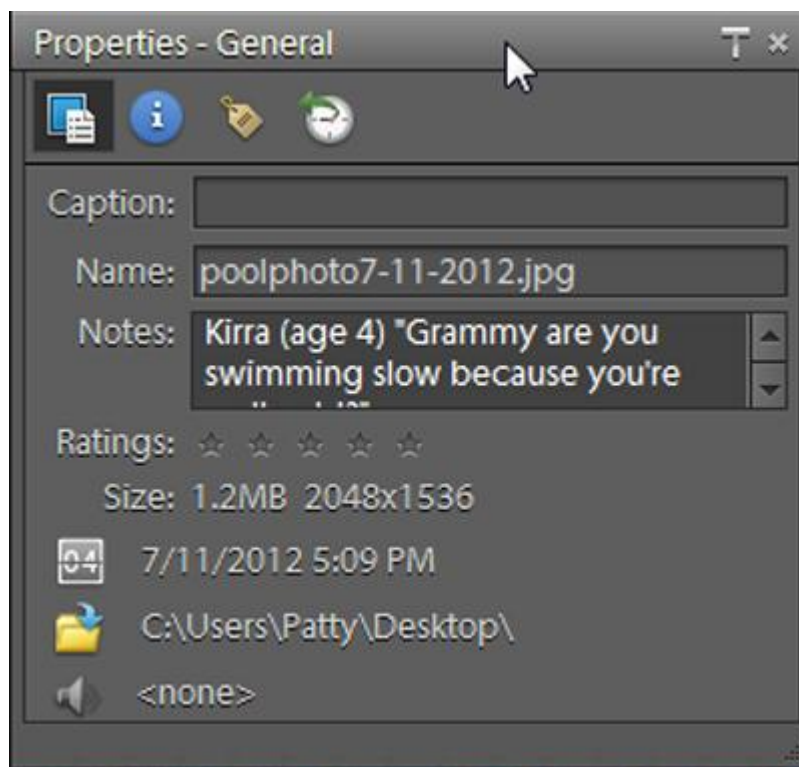 Properties - General
Caption:
Name: poolphoto7-11-2012.jpg
Notes: Kirra (age 4) "Grammy are you
swimming slow because you're
Ratings:
Size: 1.2MB 2048x1536
04 7/11/2012 5:09 PM
C:\Users\Patty\Desktop\
<none>